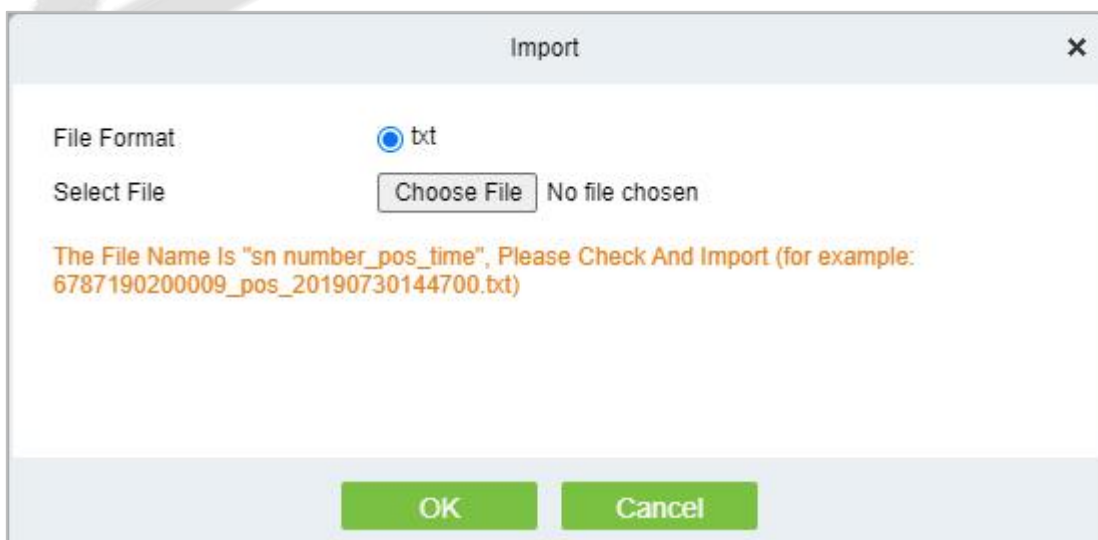 Import
File Format txt
Select File Choose File No file chosen
The File Name Is "sn number_pos_time", Please Check And Import (for example:
6787190200009_pos_20190730144700.txt)
OK Cancel